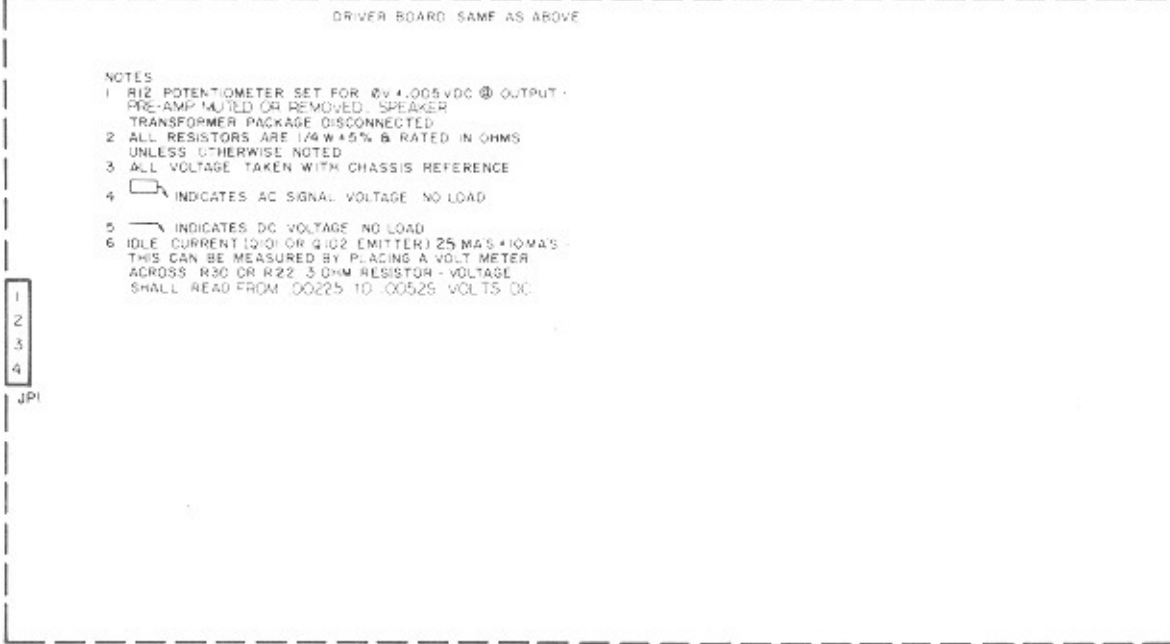 DRIVER BOARD SAME AS ABOVE
NOTES
1 R12 POTENTIOMETER SET FOR 0V ±.005 VDC @ OUTPUT -
PRE-AMP MUTED OR REMOVED. SPEAKER
TRANSFORMER PACKAGE DISCONNECTED
2 ALL RESISTORS ARE 1/4 W ±5% & RATED IN OHMS
UNLESS OTHERWISE NOTED
3 ALL VOLTAGE TAKEN WITH CHASSIS REFERENCE
4 INDICATES AC SIGNAL VOLTAGE NO LOAD
5 INDICATES DC VOLTAGE NO LOAD
6 IDLE CURRENT (Q101 OR Q102 EMITTER) 25 MA'S ±10MA'S -
THIS CAN BE MEASURED BY PLACING A VOLT METER
ACROSS R30 OR R22 .3 OHM RESISTOR - VOLTAGE
SHALL READ FROM .00225 TO .00525 VOLTS DC
1
2
3
4
JP1